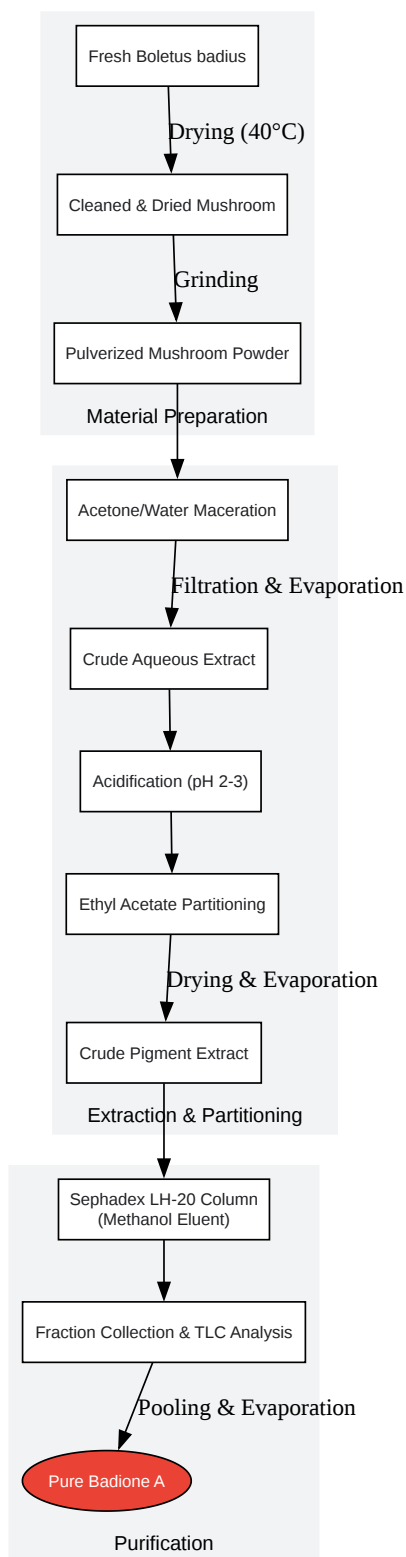 Fresh Boletus badius
Drying (40°C)
Cleaned & Dried Mushroom
Grinding
Pulverized Mushroom Powder
Material Preparation
Acetone/Water Maceration
Filtration & Evaporation
Crude Aqueous Extract
Acidification (pH 2-3)
Ethyl Acetate Partitioning
Drying & Evaporation
Crude Pigment Extract
Extraction & Partitioning
Sephadex LH-20 Column
(Methanol Eluent)
Fraction Collection & TLC Analysis
Pooling & Evaporation
Pure Badione A
Purification